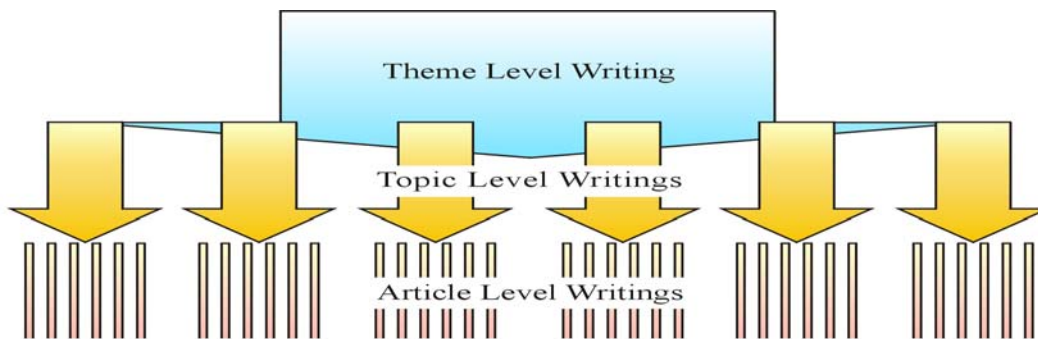 Theme Level Writing
Topic Level Writings
Article Level Writings